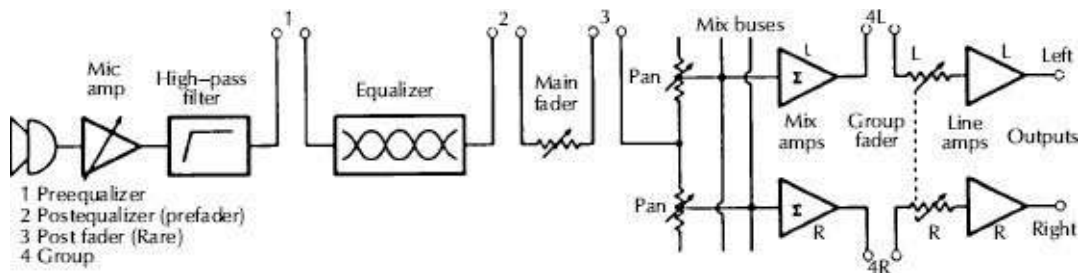 1
2
3
Mix buses
4L
Mic
amp
High-pass
filter
Equalizer
Main
fader
Pan
L
L
L
Left
Σ
Mix
amps
Group
fader
Line
amps
Outputs
1 Preequalizer
2 Postequalizer (prefader)
3 Post fader (Rare)
4 Group
Pan
Σ
R
R
R
Right
4R